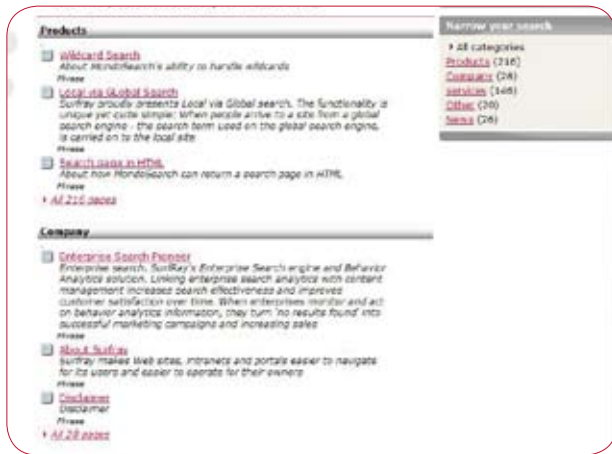 Products
Wildcard Search
About MondoSearch's ability to handle wildcards
Phrase
Local via GLobal Search
Surfray proudly presents Local via Global search. The functionality is
unique yet quite simple: When people arrive to a site from a global
search engine - the search term used on the global search engine,
is carried on to the local site
Phrase
Search page in HTML
About how MondoSearch can return a search page in HTML
Phrase
All 216 pages
Company
Enterprise Search Pioneer
Enterprise search, SurfRay's Enterprise Search engine and Behavior
Analytics solution. Linking enterprise search analytics with content
management increases search effectiveness and improves
customer satisfaction over time. When enterprises monitor and act
on behavior analytics information, they turn 'no results found' into
successful marketing campaigns and increasing sales
Phrase
About Surfray
Surfray makes Web sites, intranets and portals easier to navigate
for its users and easier to operate for their owners
Phrase
Disclaimer
Disclaimer
Phrase
All 28 pages
Narrow your search
All categories
Products (216)
Company (28)
services (146)
Other (20)
News (26)